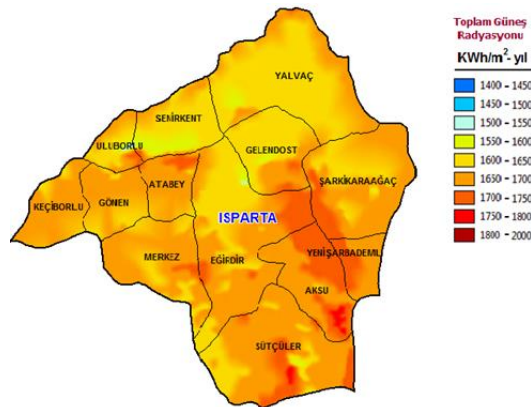 Toplam Güneş
Radyasyonu
KWh/m²- yıl
1400 - 1450
1450 - 1500
1500 - 1550
1550 - 1600
1600 - 1650
1650 - 1700
1700 - 1750
1750 - 1800
1800 - 2000
YALVAÇ
SENİRKENT
ULUBORLU
GELENDOST
ATABEY
ŞARKİKARAAĞAÇ
KEÇİBORLU
GÖNEN
ISPARTA
MERKEZ
EĞİRDİR
YENİŞARBADEMLİ
AKSU
SÜTÇÜLER